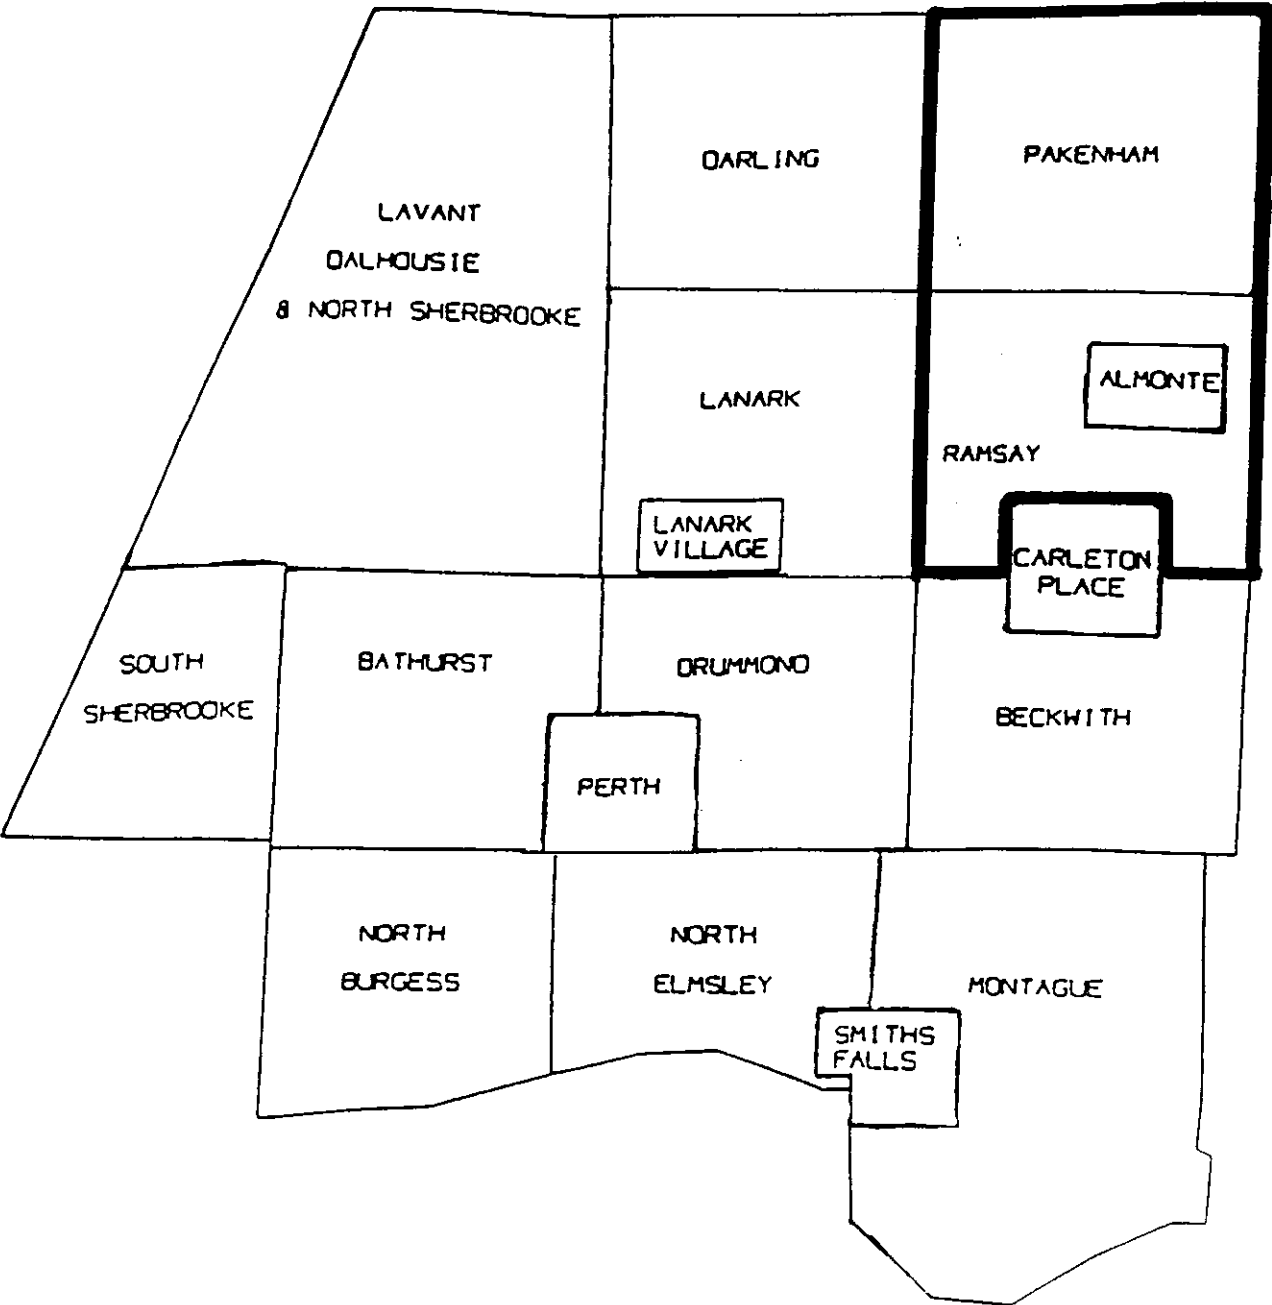 DARLING
PAKENHAM
LAVANT
DALHOUSIE
& NORTH SHERBROOKE
ALMONTE
LANARK
RAMSAY
LANARK
VILLAGE
CARLETON
PLACE
SOUTH
SHERBROOKE
BATHURST
DRUMMOND
BECKWITH
PERTH
NORTH
BURGESS
NORTH
ELMSLEY
MONTAGUE
SMITHS
FALLS